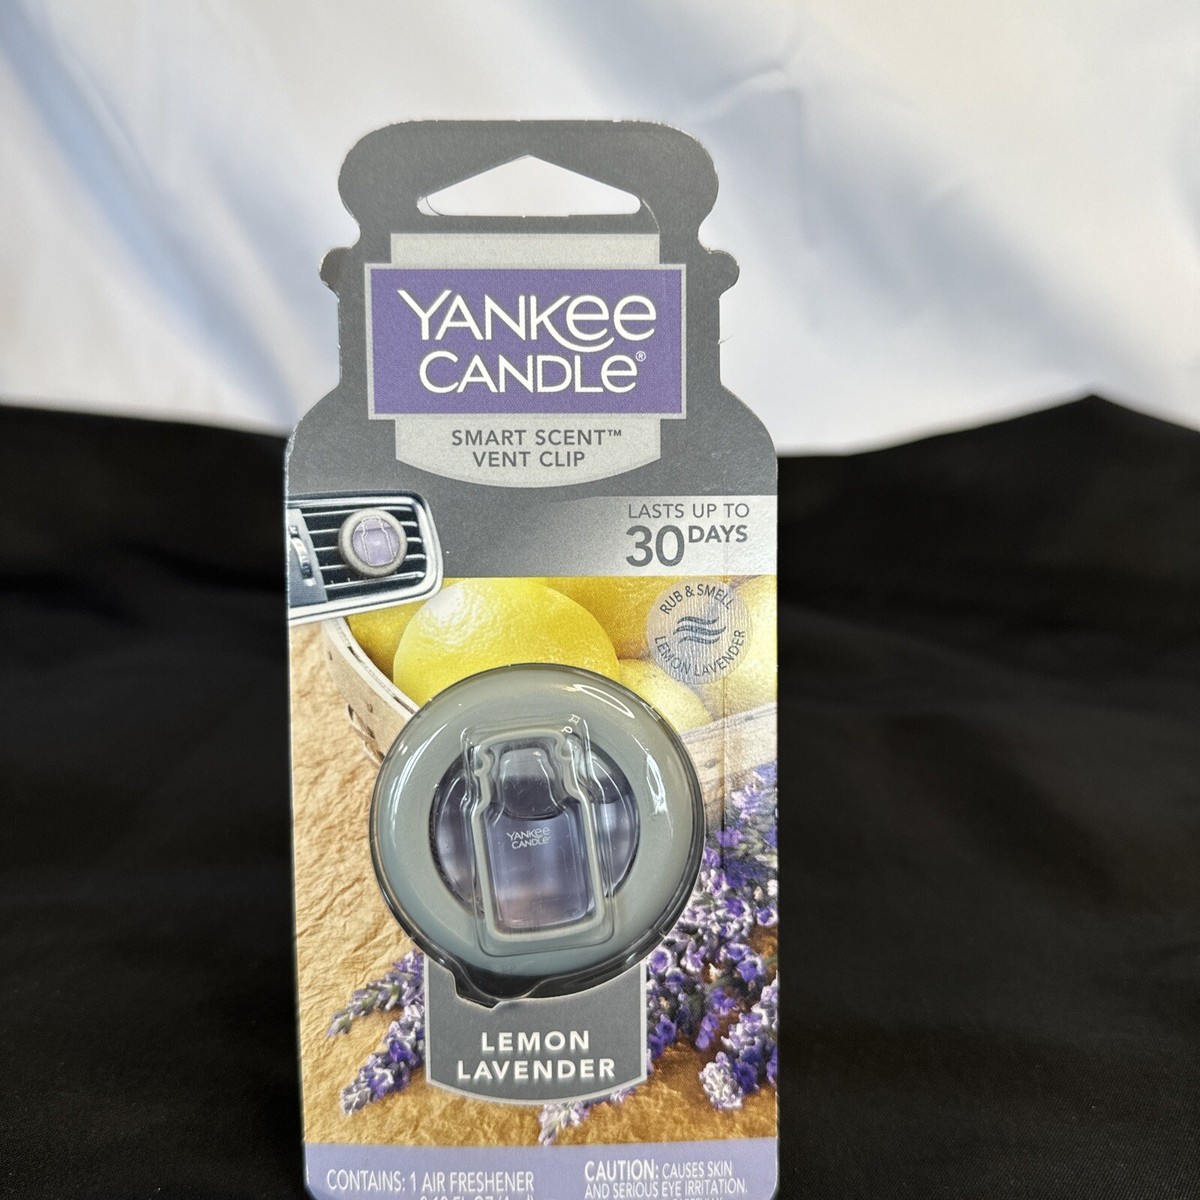 YANKee
CANDLe®
SMART SCENT™
VENT CLIP
LASTS UP TO
30 DAYS
RUB & SMELL
LEMON LAVENDER
YANKee
CANDLe®
LEMON
LAVENDER
CONTAINS: 1 AIR FRESHENER
CAUTION: CAUSES SKIN
AND SERIOUS EYE IRRITATION.